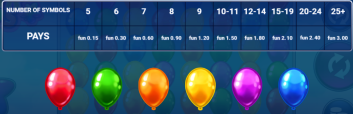 NUMBER OF SYMBOLS 5 6 7 8 9 10-11 12-14 15-19 20-24 25+
PAYS fun 0.15 fun 0.30 fun 0.60 fun 0.90 fun 1.20 fun 1.50 fun 1.80 fun 2.10 fun 2.40 fun 3.00